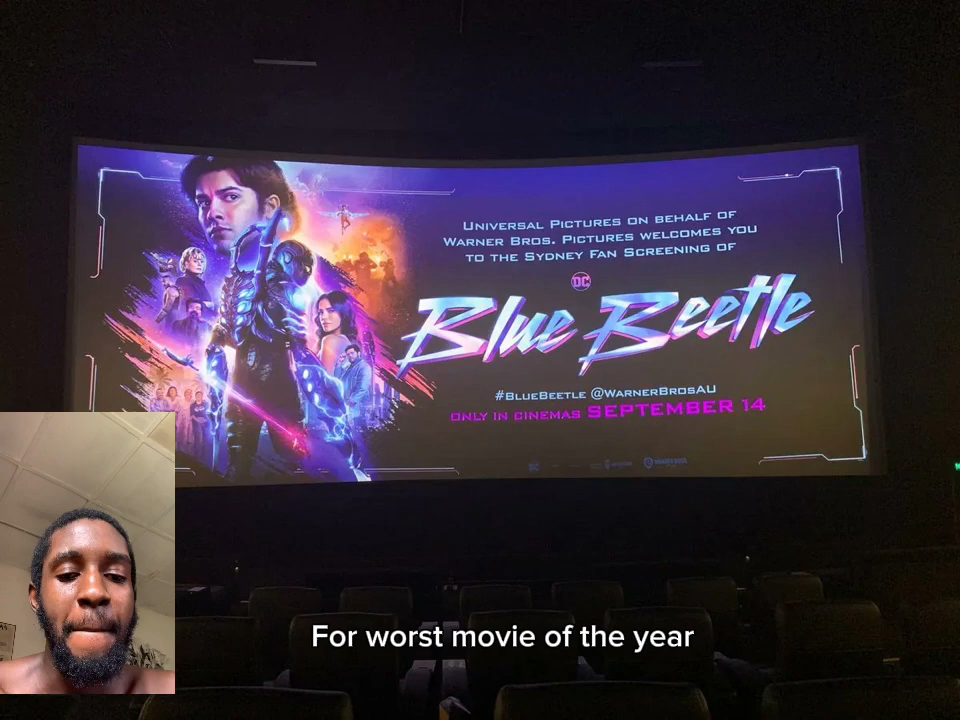 Universal Pictures on behalf of
Warner Bros. Pictures welcomes you
to the Sydney Fan Screening of
DC
Blue Beetle
#BlueBeetle @WarnerBrosAU
only in cinemas September 14
For worst movie of the year